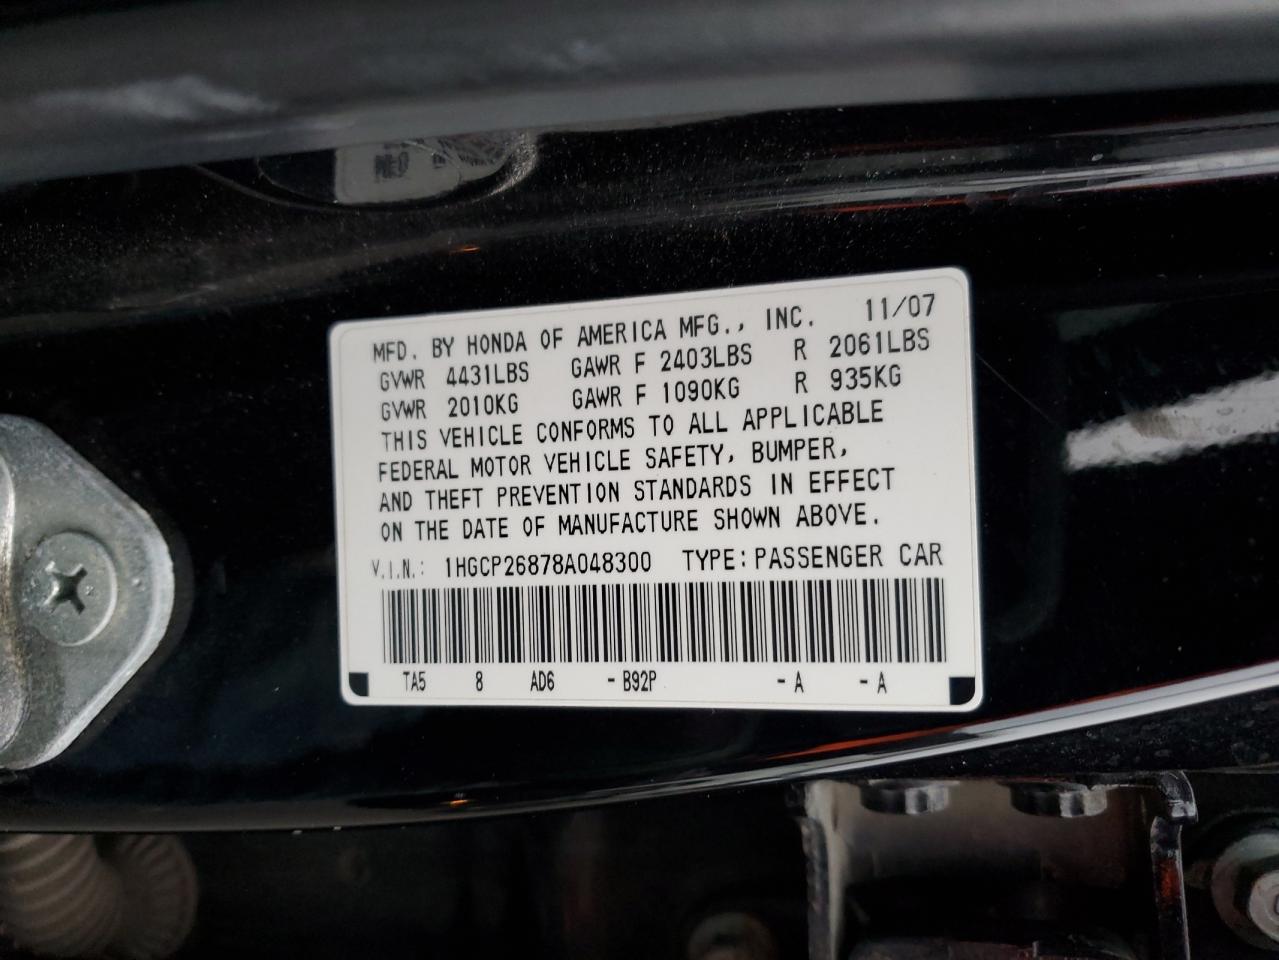 11/07
MFD. BY HONDA OF AMERICA MFG., INC.
GVWR 4431LBS GAWR F 2403LBS R 2061LBS
GVWR 2010KG GAWR F 1090KG R 935KG
THIS VEHICLE CONFORMS TO ALL APPLICABLE
FEDERAL MOTOR VEHICLE SAFETY, BUMPER,
AND THEFT PREVENTION STANDARDS IN EFFECT
ON THE DATE OF MANUFACTURE SHOWN ABOVE.
V.I.N.: 1HGCP26878A048300 TYPE: PASSENGER CAR
TA5 8 AD6 -B92P -A -A